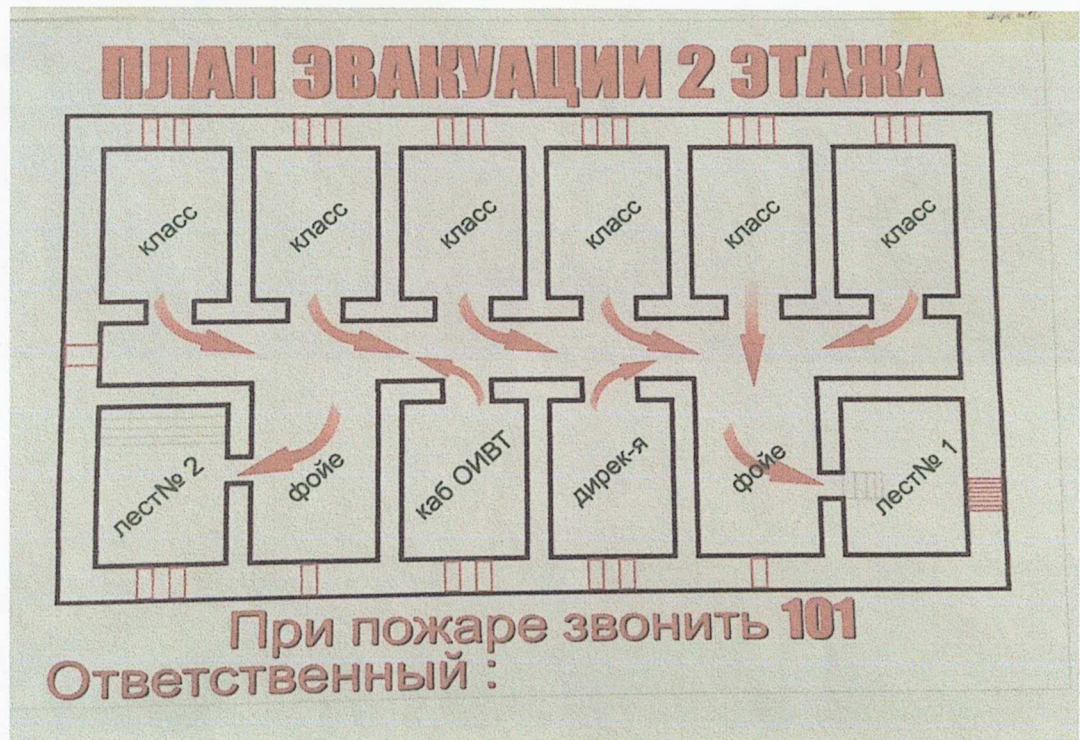 ПЛАН ЭВАКУАЦИИ 2 ЭТАЖА
класс
класс
класс
класс
класс
класс
лест№ 2
фойе
каб ОИВТ
дирек-я
фойе
лест№ 1
При пожаре звонить 101
Ответственный :